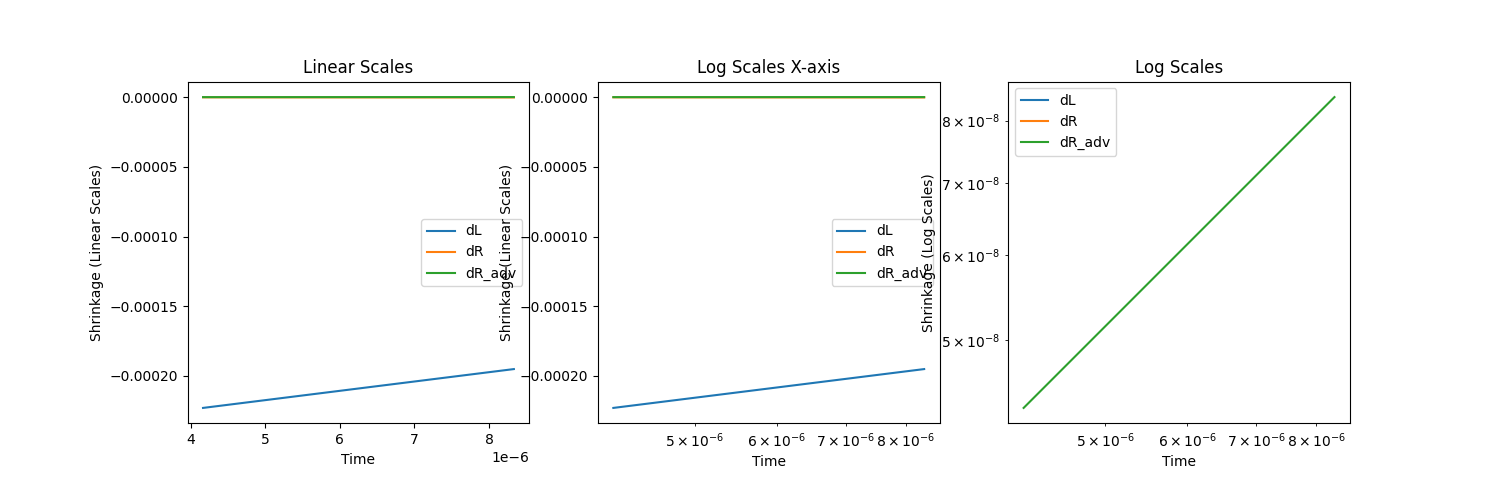 Linear Scales
0.00000
−0.00005
−0.00010
−0.00015
−0.00020
Shrinkage (Linear Scales)
dL
dR
dR_adv
4
5
6
7
8
1e−6
Time
Log Scales X-axis
0.00000
−0.00005
−0.00010
−0.00015
−0.00020
Shrinkage (Linear Scales)
dL
dR
dR_adv
5 × 10⁻⁶
6 × 10⁻⁶
7 × 10⁻⁶
8 × 10⁻⁶
Time
Log Scales
8 × 10⁻⁸
7 × 10⁻⁸
6 × 10⁻⁸
5 × 10⁻⁸
Shrinkage (Log Scales)
dL
dR
dR_adv
5 × 10⁻⁶
6 × 10⁻⁶
7 × 10⁻⁶
8 × 10⁻⁶
Time